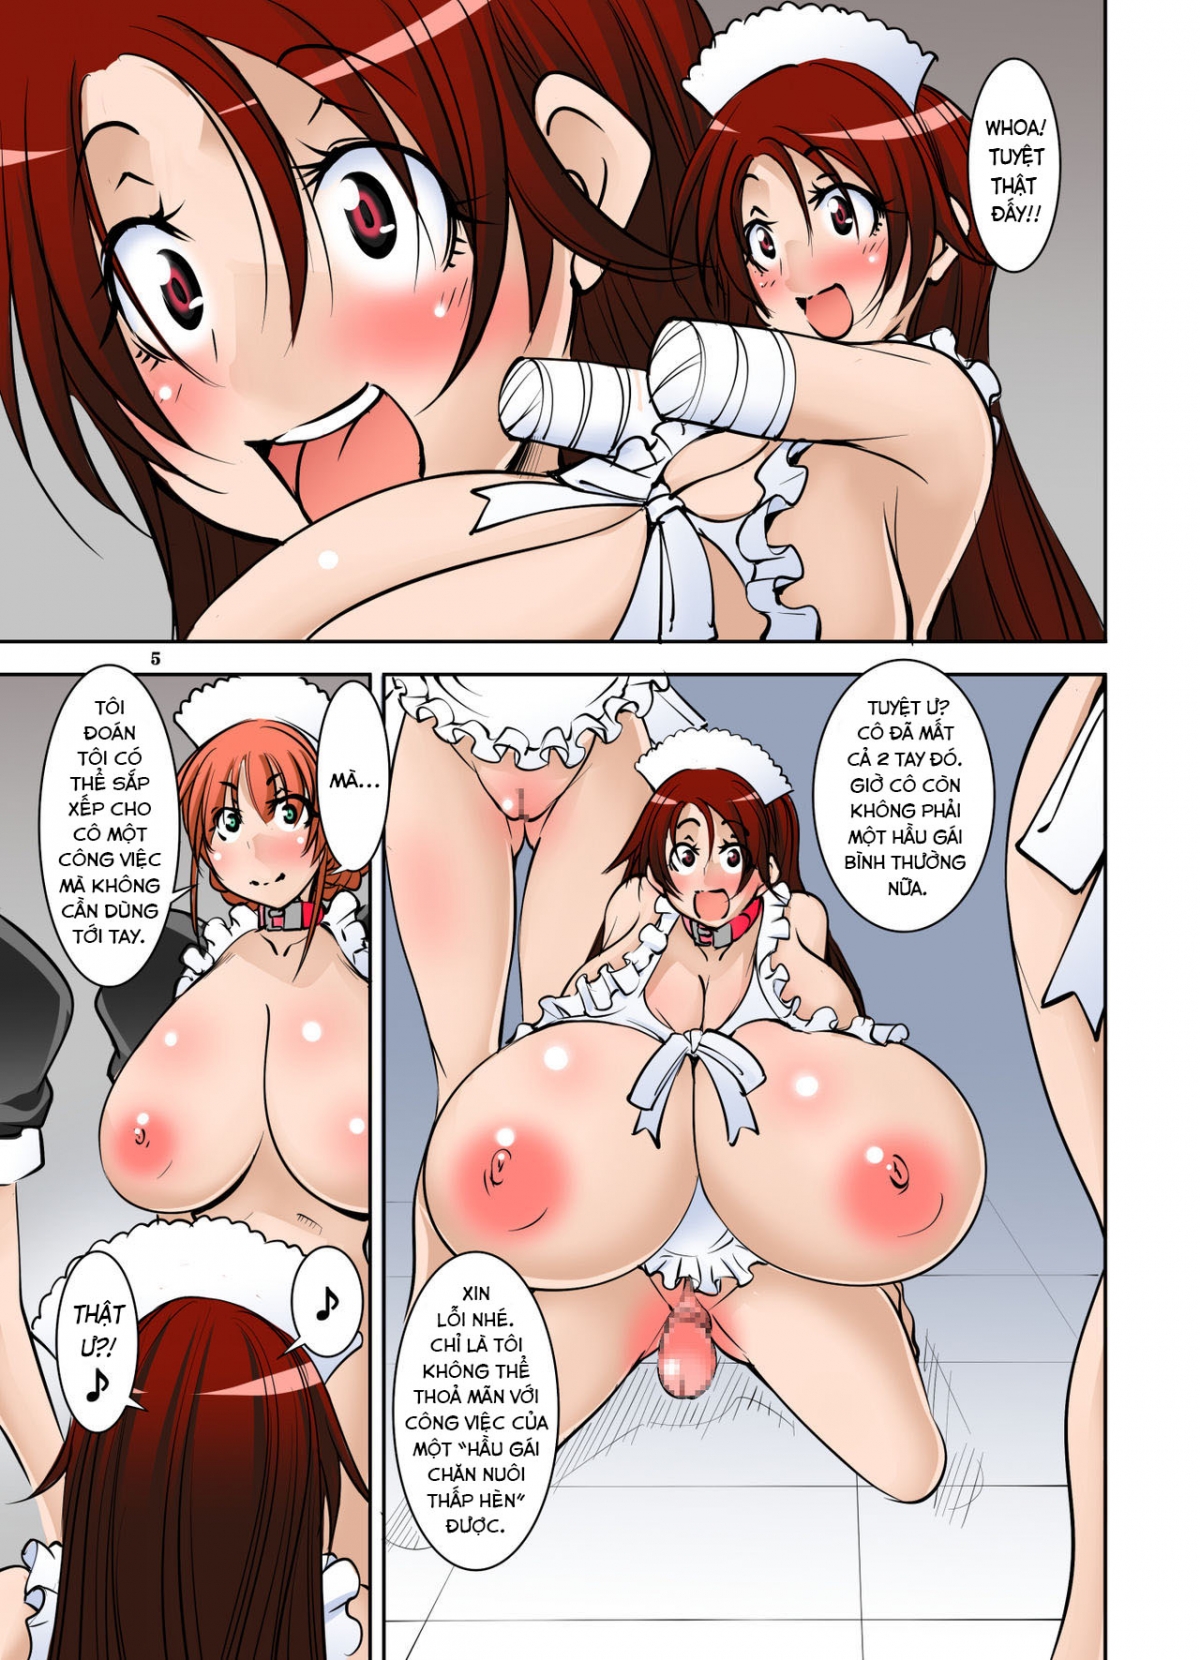 WHOA!
TUYỆT
THẬT
ĐẤY!!
5
TUYỆT Ư?
CÔ ĐÃ MẤT
CẢ 2 TAY ĐÓ.
GIỜ CÔ CÒN
KHÔNG PHẢI
MỘT HẦU GÁI
BÌNH THƯỜNG
NỮA.
XIN
LỖI NHÉ.
CHỈ LÀ TÔI
KHÔNG THỂ
THOẢ MÃN VỚI
CÔNG VIỆC CỦA
MỘT "HẦU GÁI
CHĂN NUÔI
THẤP HÈN"
ĐƯỢC.
MÀ...
TÔI
ĐOÁN
TÔI CÓ
THỂ SẮP
XẾP CHO
CÔ MỘT
CÔNG VIỆC
MÀ KHÔNG
CẦN DÙNG
TỚI TAY.
♪
THẬT
Ư?!
♪